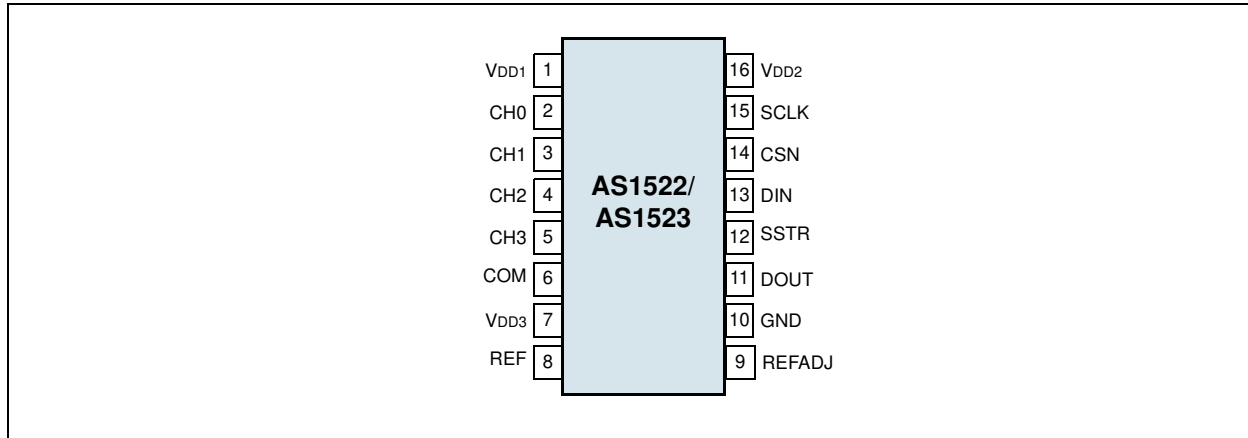 VDD1 1
CH0 2
CH1 3
CH2 4
CH3 5
COM 6
VDD3 7
REF 8
AS1522/
AS1523
16 VDD2
15 SCLK
14 CSN
13 DIN
12 SSTR
11 DOUT
10 GND
9 REFADJ